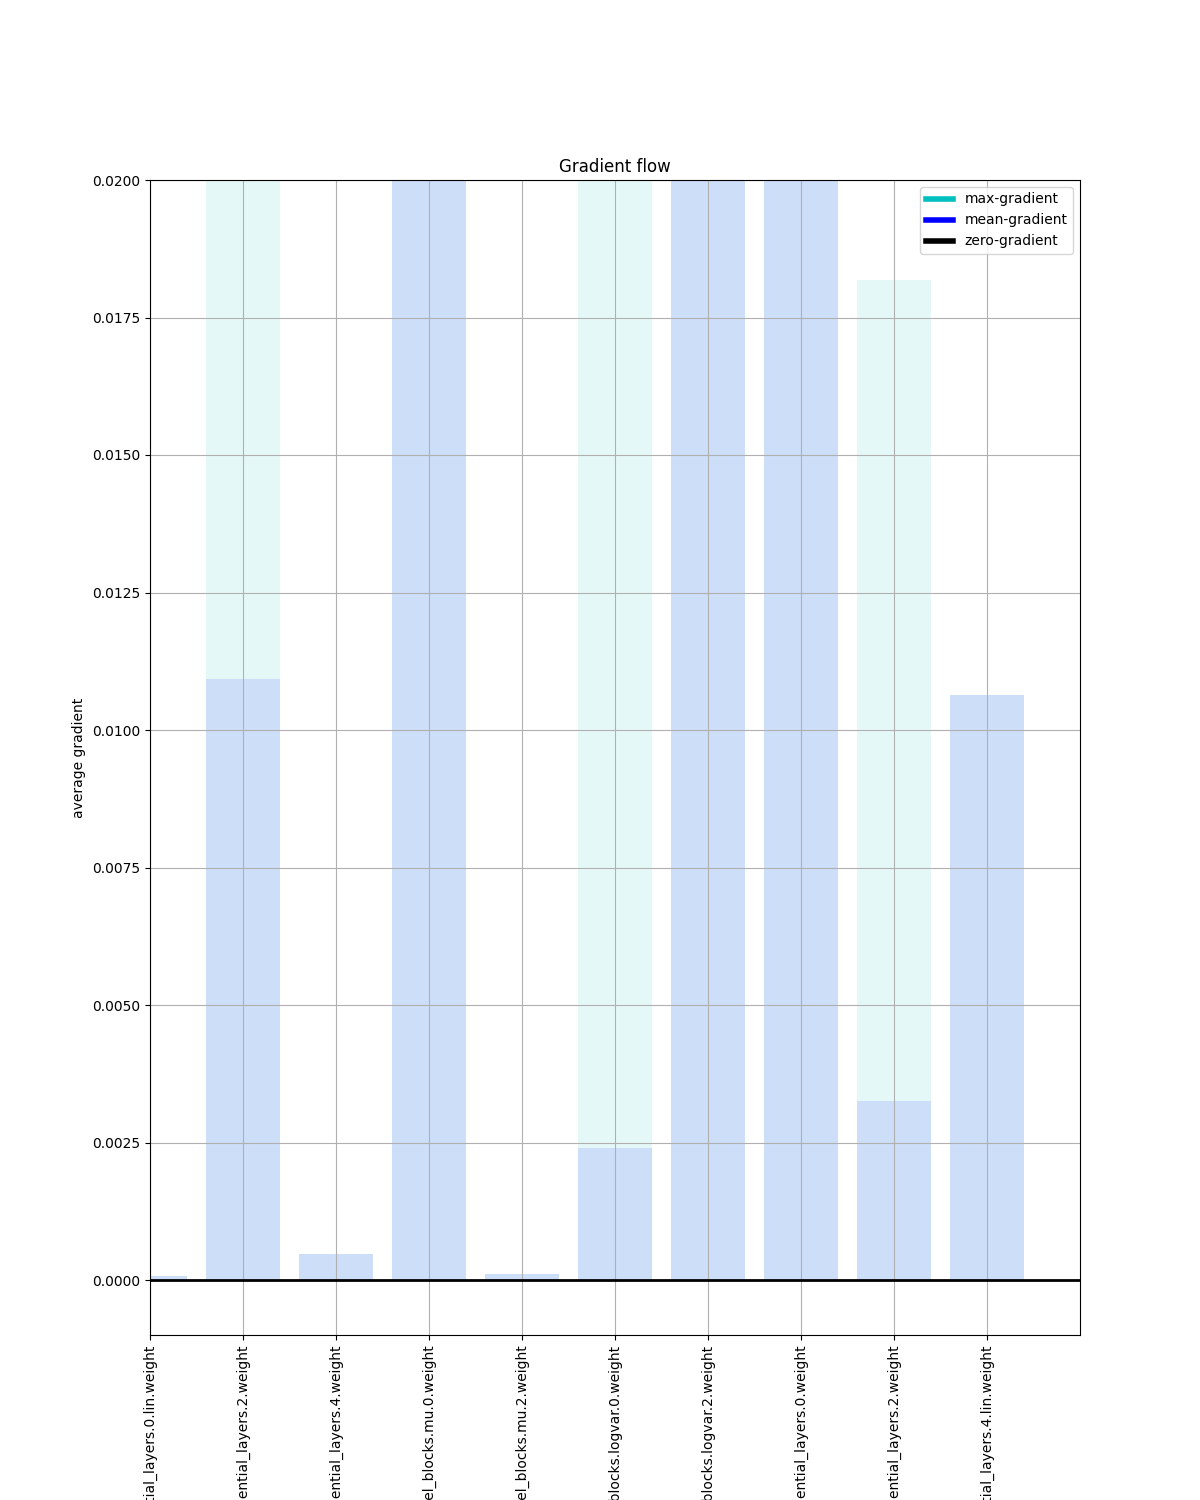 Gradient flow
max-gradient
mean-gradient
zero-gradient
0.0200
0.0175
0.0150
0.0125
0.0100
0.0075
0.0050
0.0025
0.0000
average gradient
tial_layers.0.lin.weight
ential_layers.2.weight
ential_layers.4.weight
el_blocks.mu.0.weight
el_blocks.mu.2.weight
blocks.logvar.0.weight
blocks.logvar.2.weight
ential_layers.0.weight
ential_layers.2.weight
tial_layers.4.lin.weight